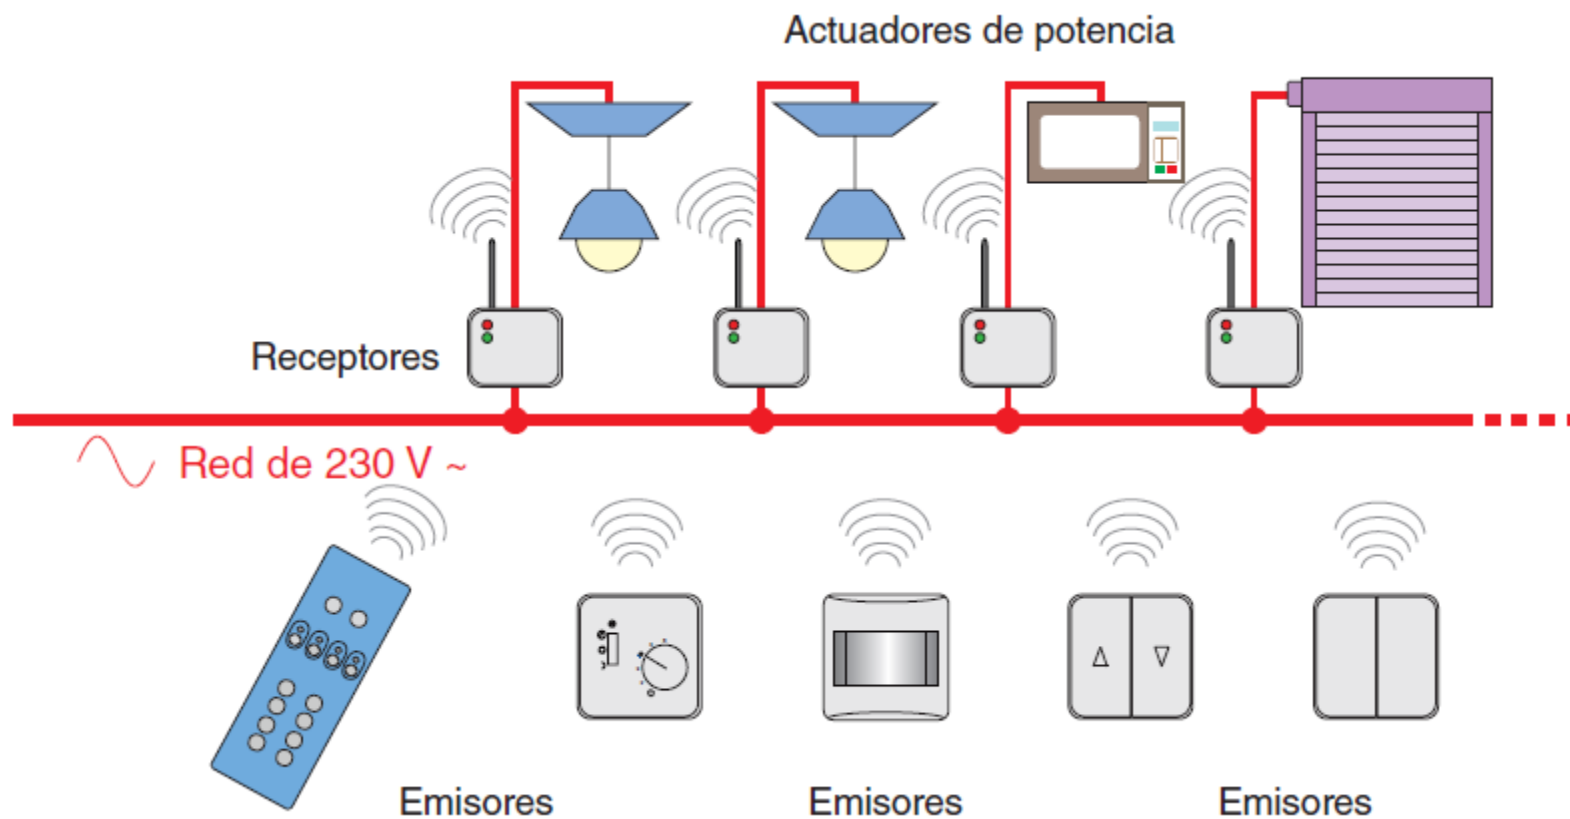 Actuadores de potencia
Receptores
Red de 230 V ~
Emisores
Emisores
Emisores